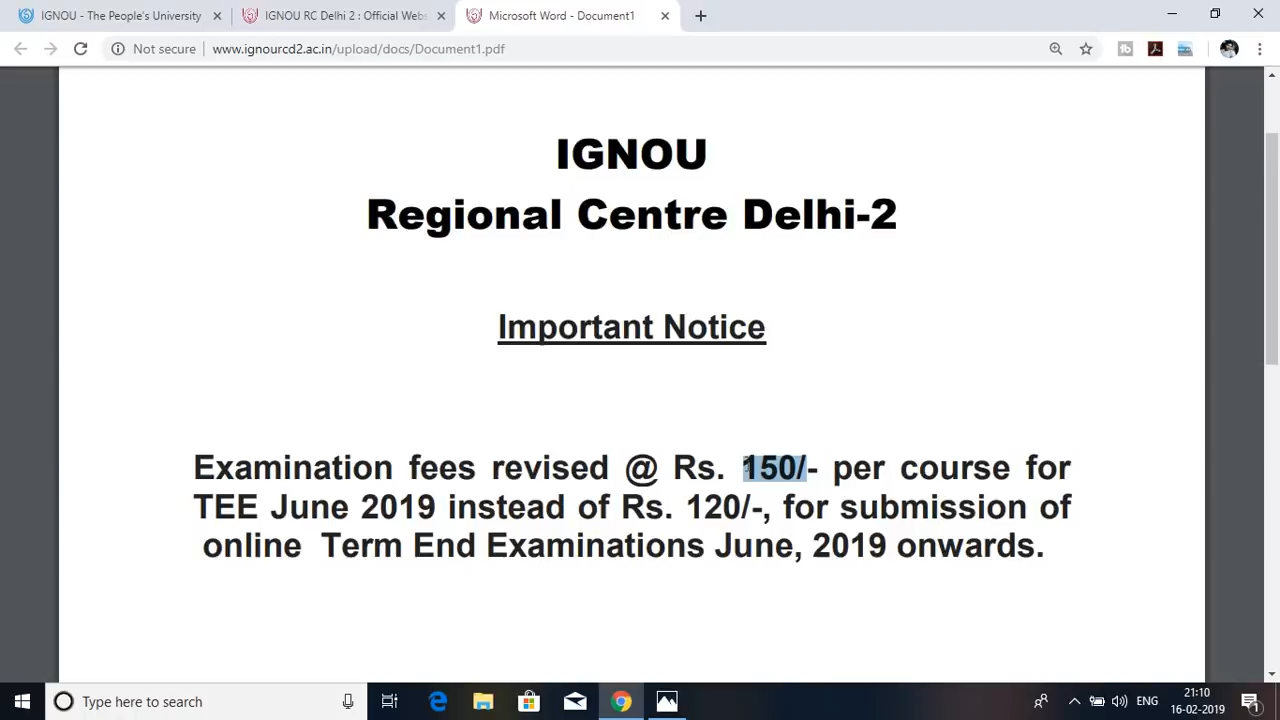 IGNOU - The People's University
IGNOU RC Delhi 2 : Official Webs
Microsoft Word - Document1
Not secure
www.ignourcd2.ac.in/upload/docs/Document1.pdf
IGNOU
Regional Centre Delhi-2
Important Notice
Examination fees revised @ Rs. 150/- per course for
TEE June 2019 instead of Rs. 120/-, for submission of
online Term End Examinations June, 2019 onwards.
Type here to search
ENG
21:10
16-02-2019
1